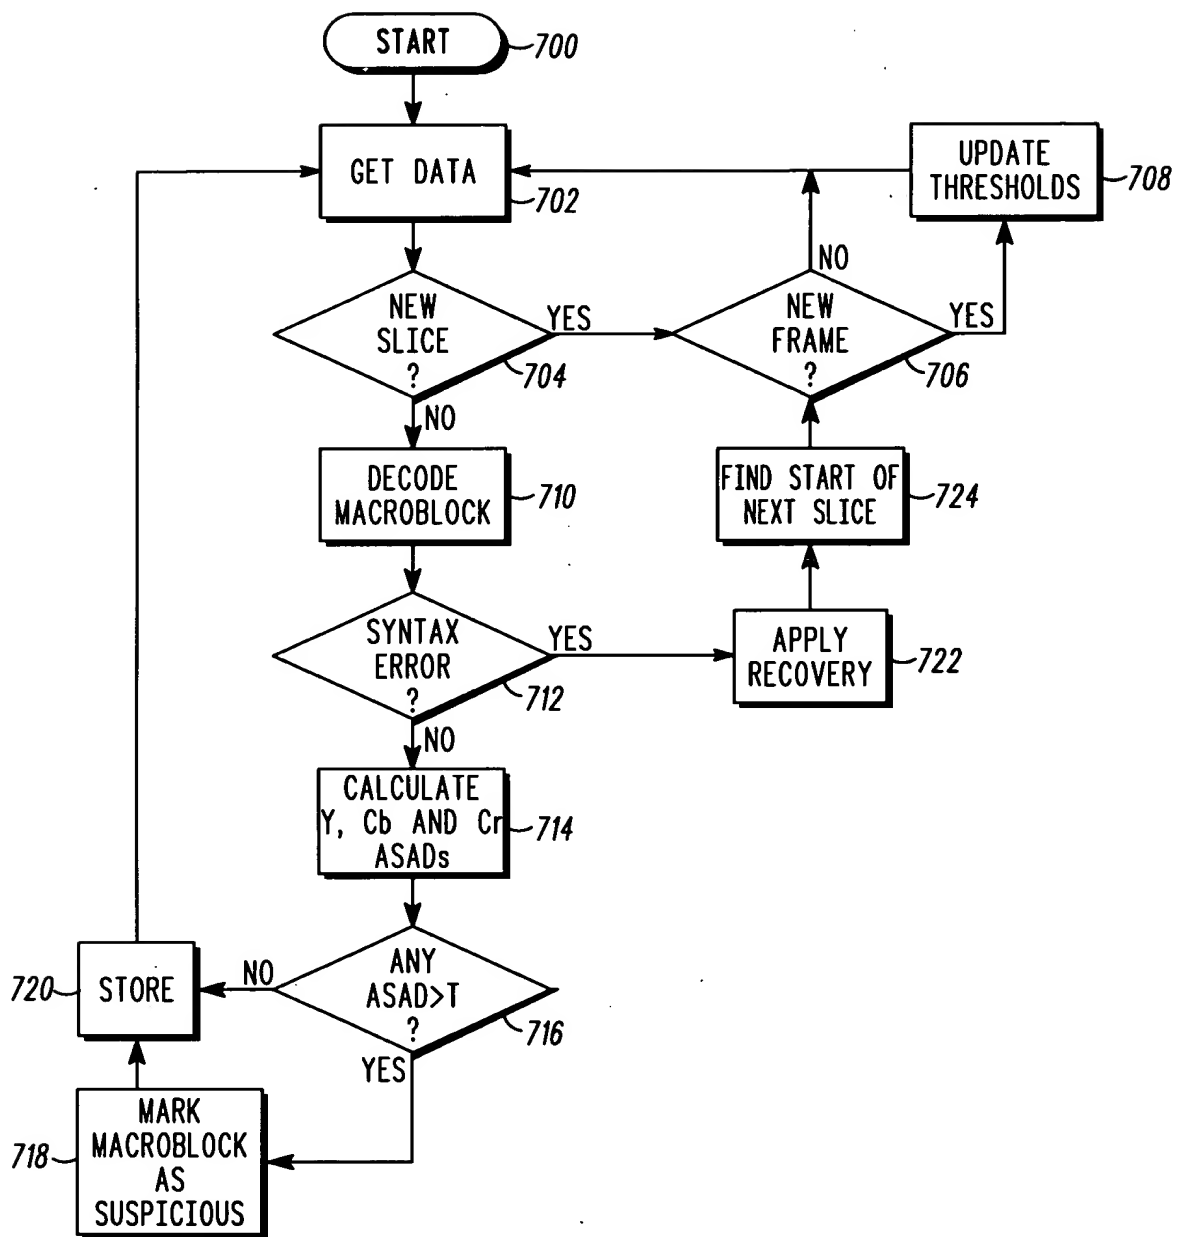 START
700
GET DATA
702
UPDATE
THRESHOLDS
708
NEW
SLICE
?
704
YES
NO
NEW
FRAME
?
706
NO
YES
DECODE
MACROBLOCK
710
FIND START OF
NEXT SLICE
724
SYNTAX
ERROR
?
712
YES
NO
APPLY
RECOVERY
722
CALCULATE
Y, Cb AND Cr
ASADs
714
ANY
ASAD>T
?
716
NO
YES
720
STORE
718
MARK
MACROBLOCK
AS
SUSPICIOUS